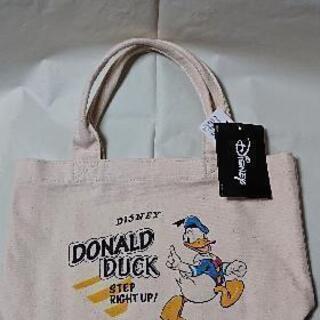 DISNEY
DONALD
DUCK
STEP
RIGHT UP!
Disney